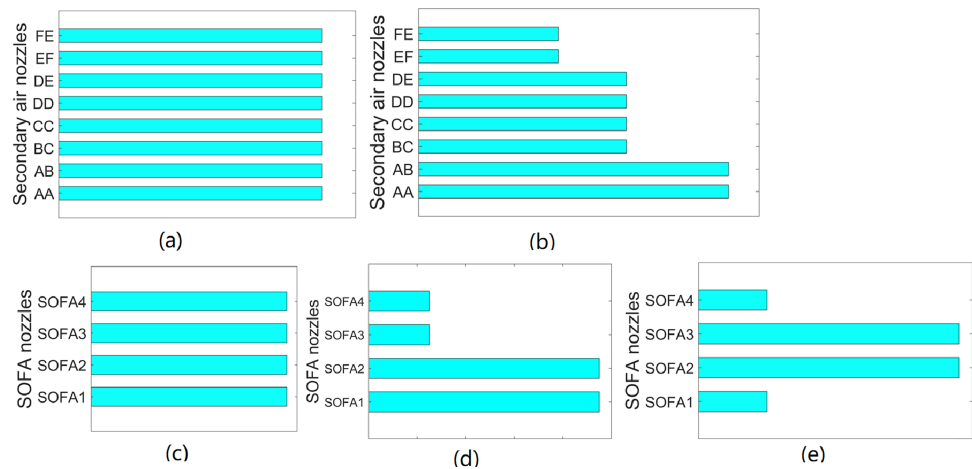 Secondary air nozzles
FE
EF
DE
DD
CC
BC
AB
AA
(a)
Secondary air nozzles
FE
EF
DE
DD
CC
BC
AB
AA
(b)
SOFA nozzles
SOFA4
SOFA3
SOFA2
SOFA1
(c)
SOFA nozzles
SOFA4
SOFA3
SOFA2
SOFA1
(d)
SOFA nozzles
SOFA4
SOFA3
SOFA2
SOFA1
(e)